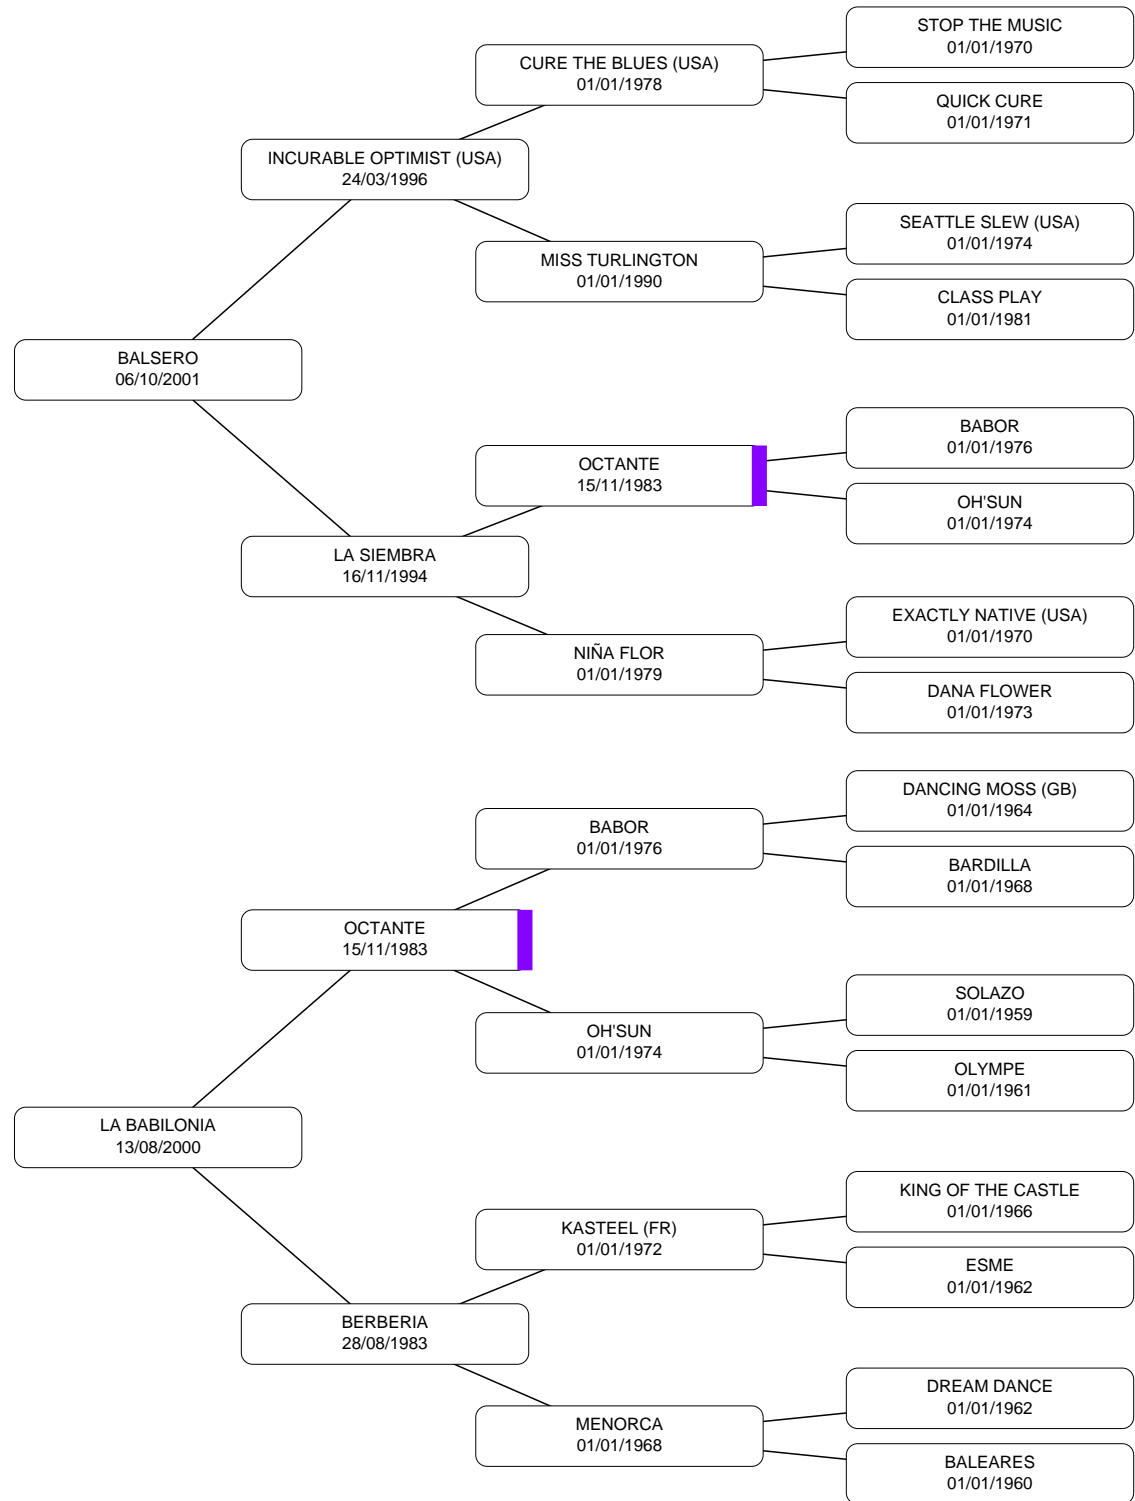 STOP THE MUSIC
01/01/1970
CURE THE BLUES (USA)
01/01/1978
QUICK CURE
01/01/1971
INCURABLE OPTIMIST (USA)
24/03/1996
SEATTLE SLEW (USA)
01/01/1974
MISS TURLINGTON
01/01/1990
CLASS PLAY
01/01/1981
BALSERO
06/10/2001
BABOR
01/01/1976
OCTANTE
15/11/1983
OH'SUN
01/01/1974
LA SIEMBRA
16/11/1994
EXACTLY NATIVE (USA)
01/01/1970
NIÑA FLOR
01/01/1979
DANA FLOWER
01/01/1973
DANCING MOSS (GB)
01/01/1964
BABOR
01/01/1976
BARDILLA
01/01/1968
OCTANTE
15/11/1983
SOLAZO
01/01/1959
OH'SUN
01/01/1974
OLYMPE
01/01/1961
LA BABILONIA
13/08/2000
KING OF THE CASTLE
01/01/1966
KASTEEL (FR)
01/01/1972
ESME
01/01/1962
BERBERIA
28/08/1983
DREAM DANCE
01/01/1962
MENORCA
01/01/1968
BALEARES
01/01/1960